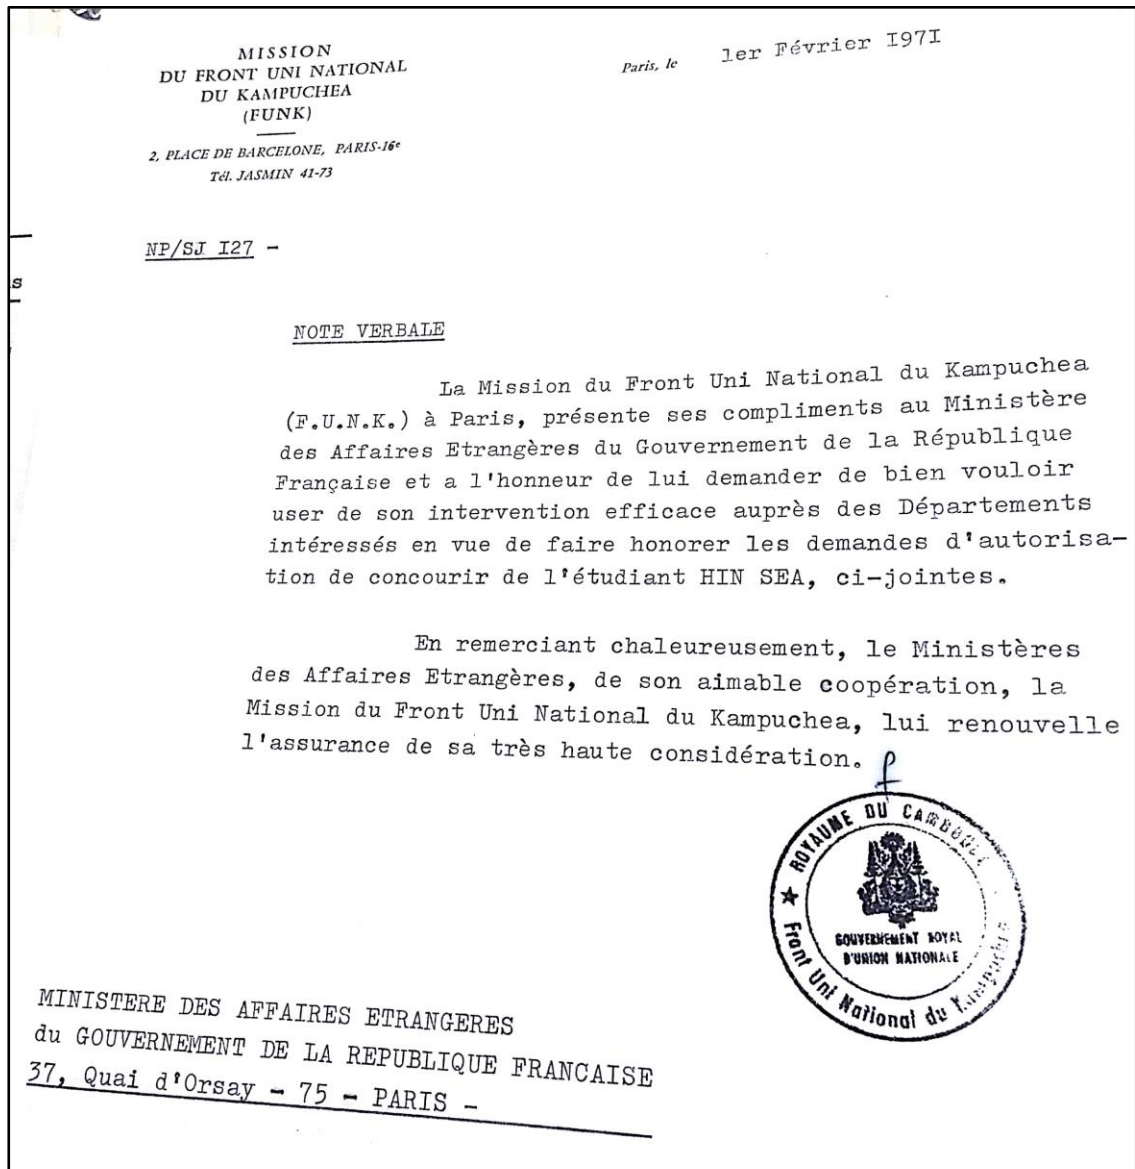 MISSION
DU FRONT UNI NATIONAL
DU KAMPUCHEA
(FUNK)
2, PLACE DE BARCELONE, PARIS-16e
Tél. JASMIN 41-73
Paris, le 1er Février I97I
NP/SJ I27 -
s
NOTE VERBALE
La Mission du Front Uni National du Kampuchea
(F.U.N.K.) à Paris, présente ses compliments au Ministère
des Affaires Etrangères du Gouvernement de la République
Française et a l'honneur de lui demander de bien vouloir
user de son intervention efficace auprès des Départements
intéressés en vue de faire honorer les demandes d'autorisa-
tion de concourir de l'étudiant HIN SEA, ci-jointes.
En remerciant chaleureusement, le Ministères
des Affaires Etrangères, de son aimable coopération, la
Mission du Front Uni National du Kampuchea, lui renouvelle
l'assurance de sa très haute considération.
ROYAUME DU CAMBODGE
GOUVERNEMENT ROYAL
D'UNION NATIONALE
Front Uni National du Kampuchea
MINISTERE DES AFFAIRES ETRANGERES
du GOUVERNEMENT DE LA REPUBLIQUE FRANCAISE
37, Quai d'Orsay - 75 - PARIS -